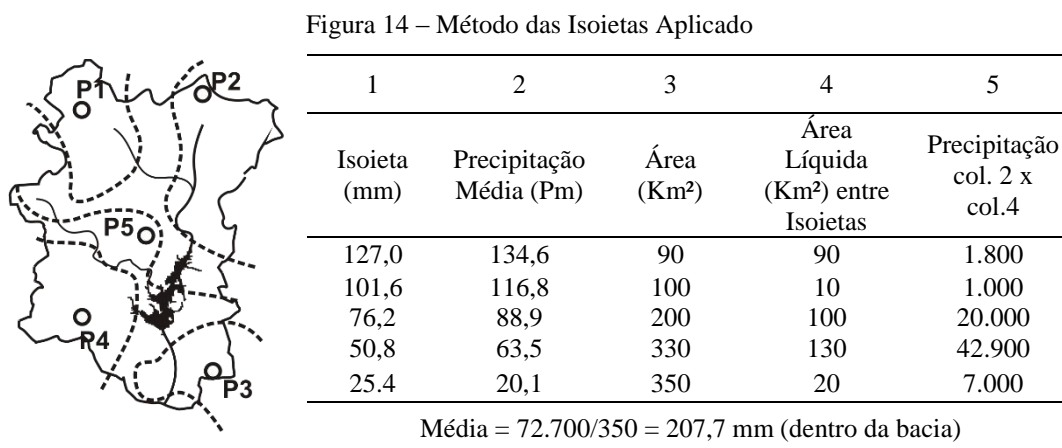 Figura 14 – Método das Isoietas Aplicado
P1
P2
P5
P4
P3
1 2 3 4 5
Isoieta (mm) Precipitação Média (Pm) Área (Km²) Área Líquida (Km²) entre Isoietas Precipitação col. 2 x col.4
127,0 134,6 90 90 1.800
101,6 116,8 100 10 1.000
76,2 88,9 200 100 20.000
50,8 63,5 330 130 42.900
25.4 20,1 350 20 7.000
Média = 72.700/350 = 207,7 mm (dentro da bacia)